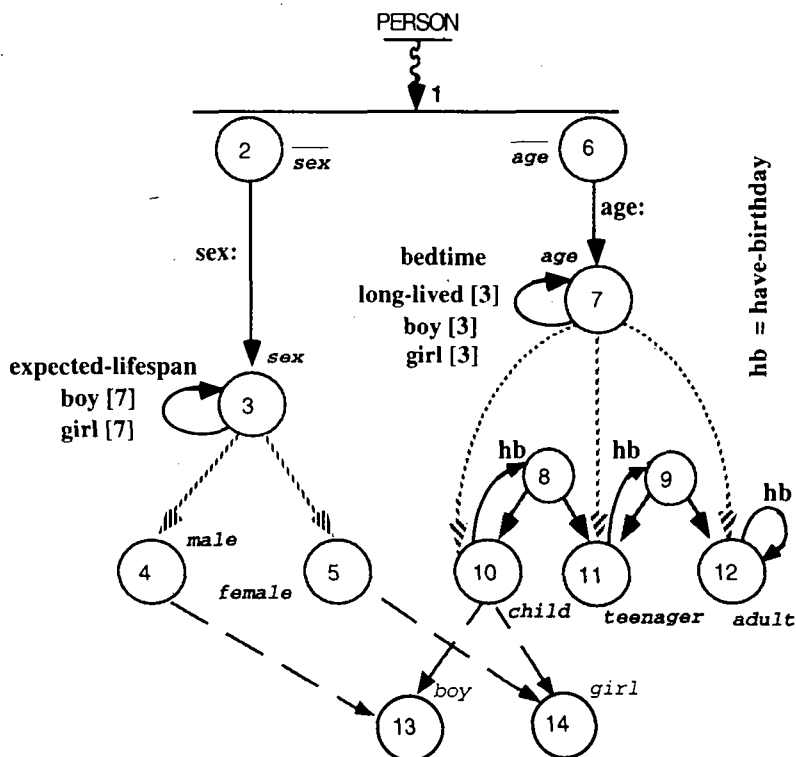 PERSON
1
2
sex
age
6
age:
hb = have-birthday
sex:
bedtime
age
long-lived [3]
7
boy [3]
girl [3]
sex
expected-lifespan
boy [7]
3
girl [7]
hb
hb
8
9
hb
male
4
5
female
10
11
12
child
teenager
adult
boy
girl
13
14